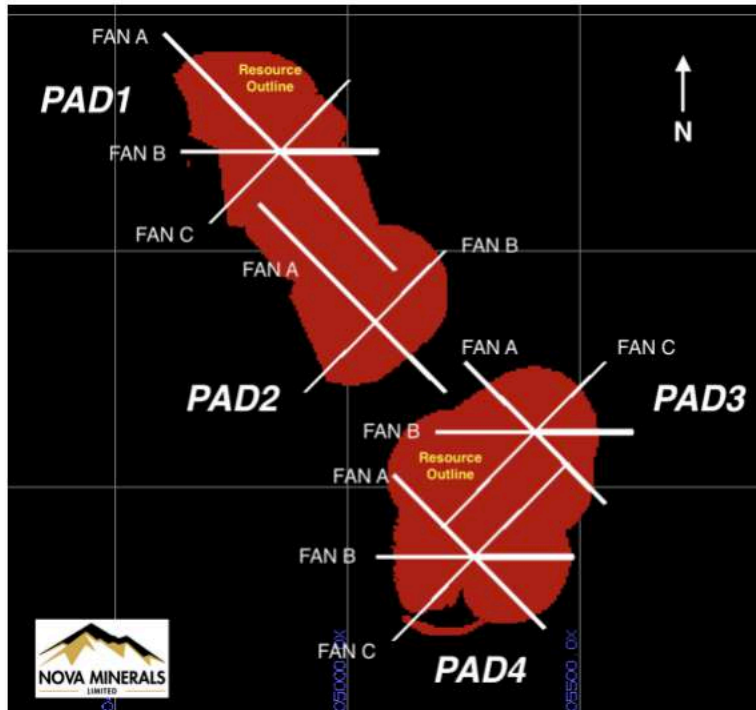 FAN A
Resource
Outline
PAD1
N
FAN B
FAN C
FAN B
FAN A
FAN A
FAN C
PAD2
PAD3
FAN B
Resource
Outline
FAN A
FAN B
FAN C
PAD4
NOVA MINERALS
LIMITED